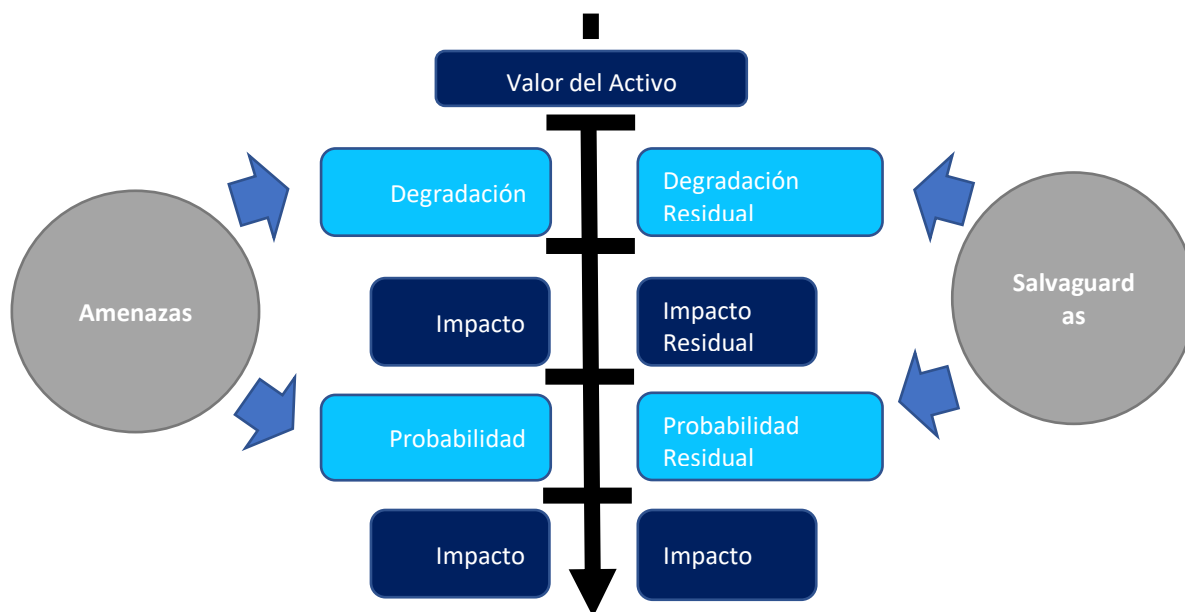 Valor del Activo
Degradación
Degradación
Residual
Amenazas
Impacto
Impacto
Residual
Salvaguard
as
Probabilidad
Probabilidad
Residual
Impacto
Impacto